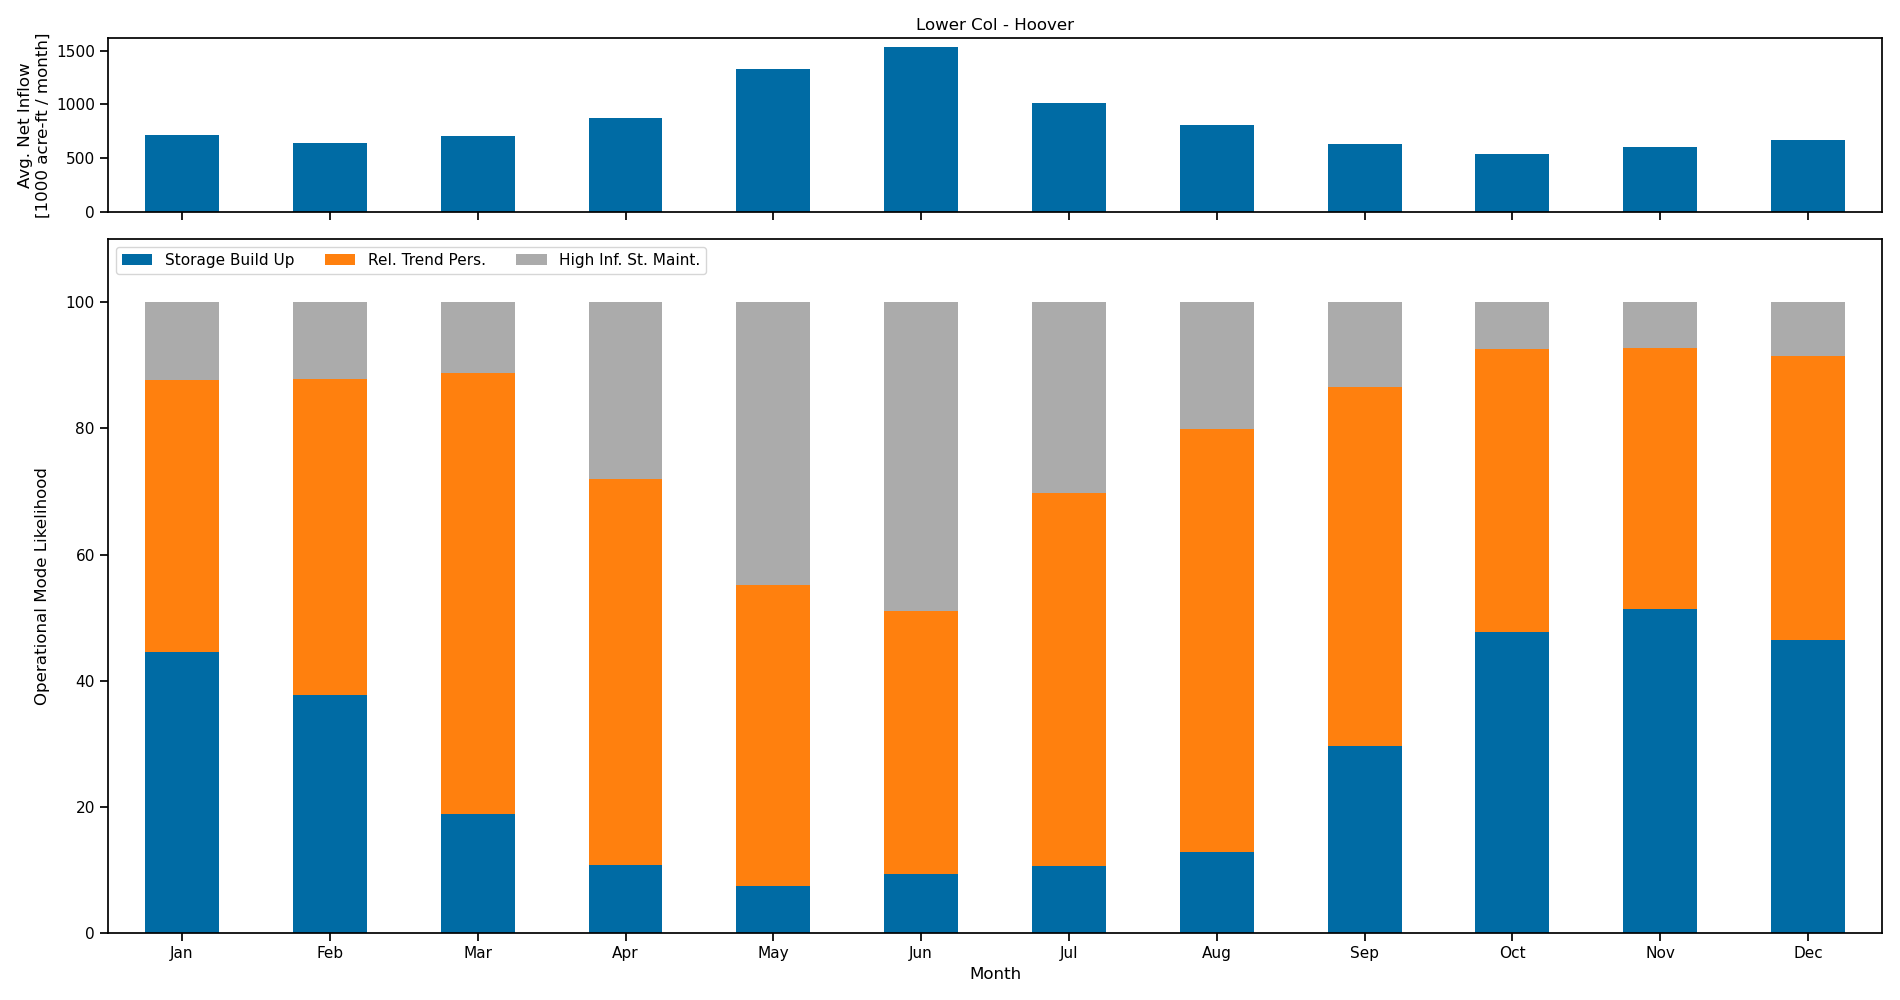 Lower Col - Hoover
Avg. Net Inflow
[1000 acre-ft / month]
1500
1000
500
0
Storage Build Up
Rel. Trend Pers.
High Inf. St. Maint.
Operational Mode Likelihood
100
80
60
40
20
0
Jan Feb Mar Apr May Jun Jul Aug Sep Oct Nov Dec
Month